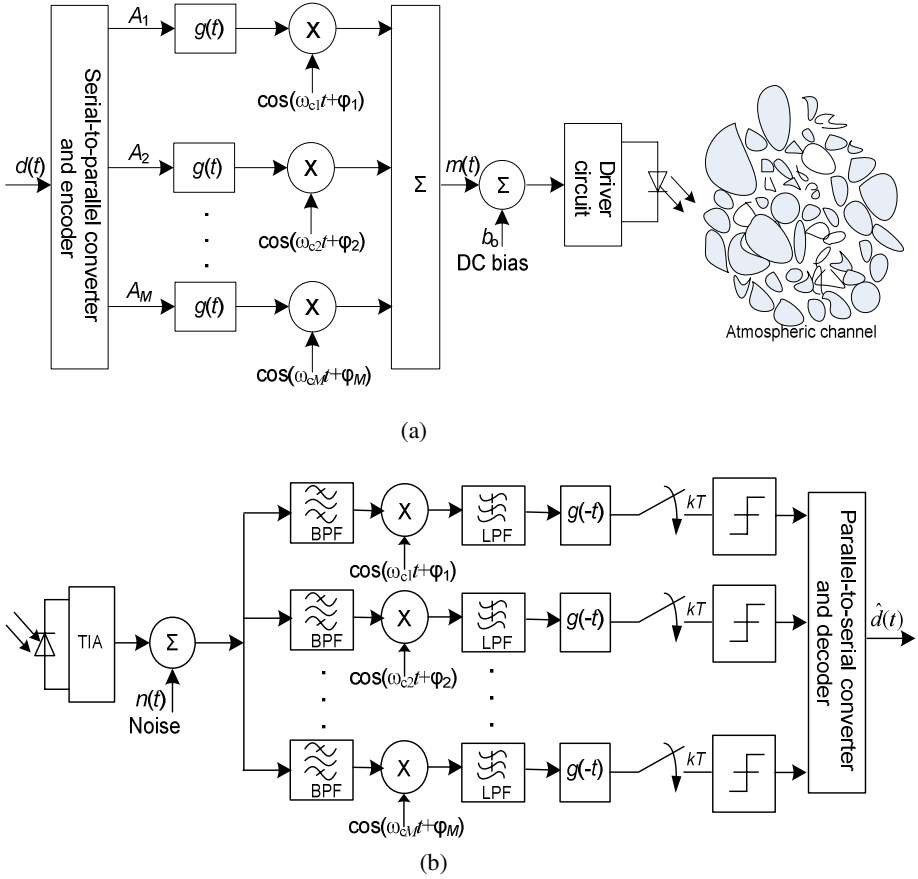 d(t)
Serial-to-parallel converter
and encoder
A1
g(t)
X
cos(ωc1t+φ1)
A2
g(t)
X
cos(ωc2t+φ2)
AM
g(t)
X
cos(ωcMt+φM)
Σ
m(t)
Σ
bo
DC bias
Driver
circuit
Atmospheric channel
(a)
TIA
Σ
n(t)
Noise
BPF
X
cos(ωc1t+φ1)
LPF
g(-t)
kT
BPF
X
cos(ωc2t+φ2)
LPF
g(-t)
kT
BPF
X
cos(ωcMt+φM)
LPF
g(-t)
kT
Parallel-to-serial converter
and decoder
d̂(t)
(b)